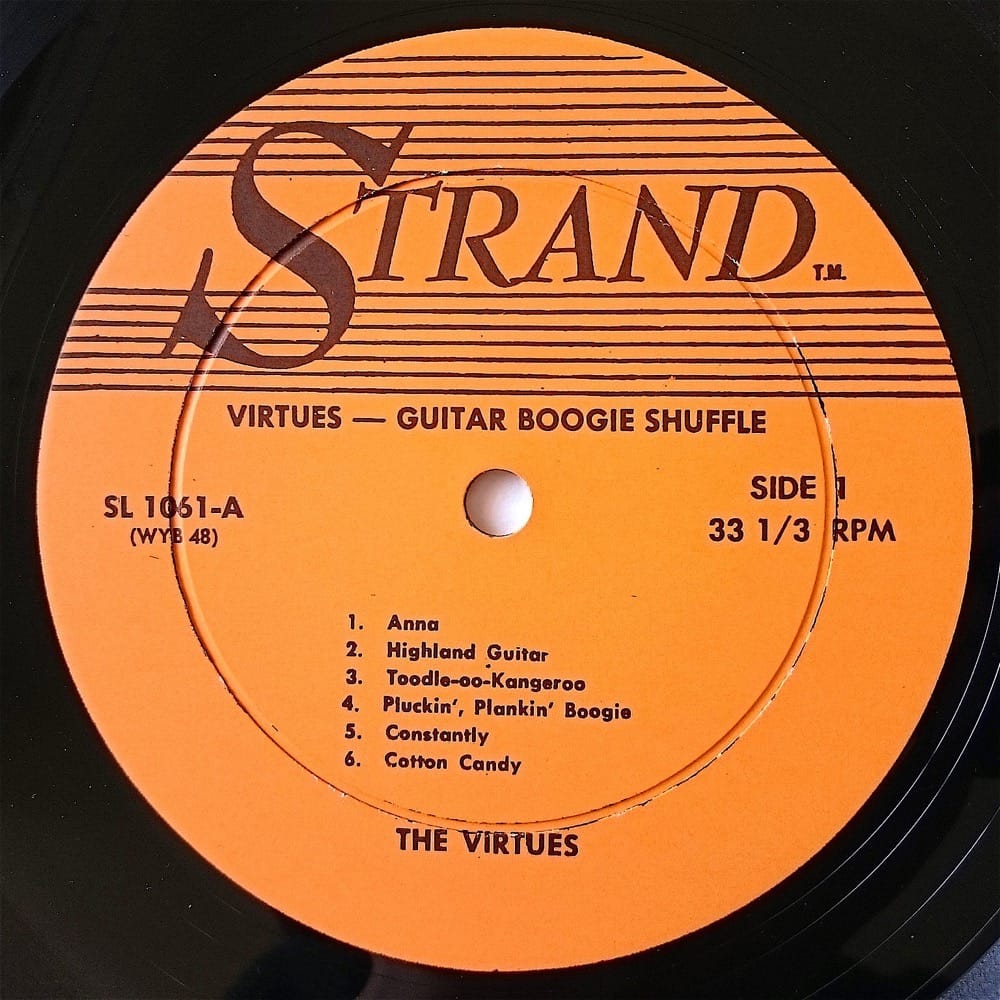 STRAND T.M.
VIRTUES — GUITAR BOOGIE SHUFFLE
SL 1061-A
(WYB 48)
SIDE 1
33 1/3 RPM
1. Anna
2. Highland Guitar
3. Toodle-oo-Kangeroo
4. Pluckin', Plankin' Boogie
5. Constantly
6. Cotton Candy
THE VIRTUES